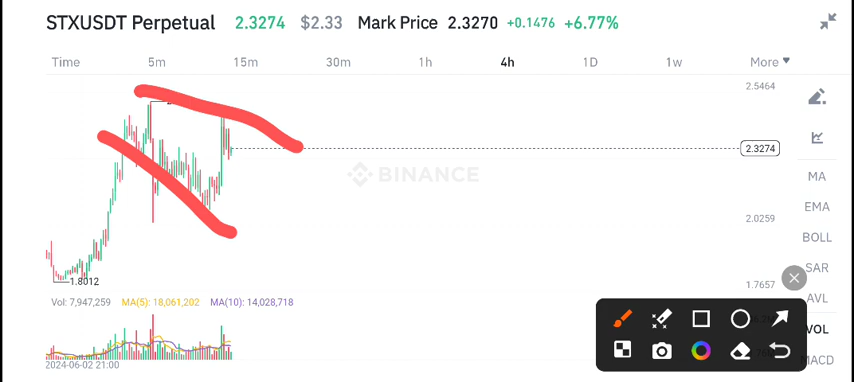 STXUSDT Perpetual 2.3274 $2.33 Mark Price 2.3270 +0.1476 +6.77%
Time 5m 15m 30m 1h 4h 1D 1w More
2.5464
2.3274
BINANCE
MA
EMA
2.0259
BOLL
SAR
1.8012
1.7657
AVL
Vol: 7,947,259 MA(5): 18,061,202 MA(10): 14,028,718
VOL
MACD
2024-06-02 21:00